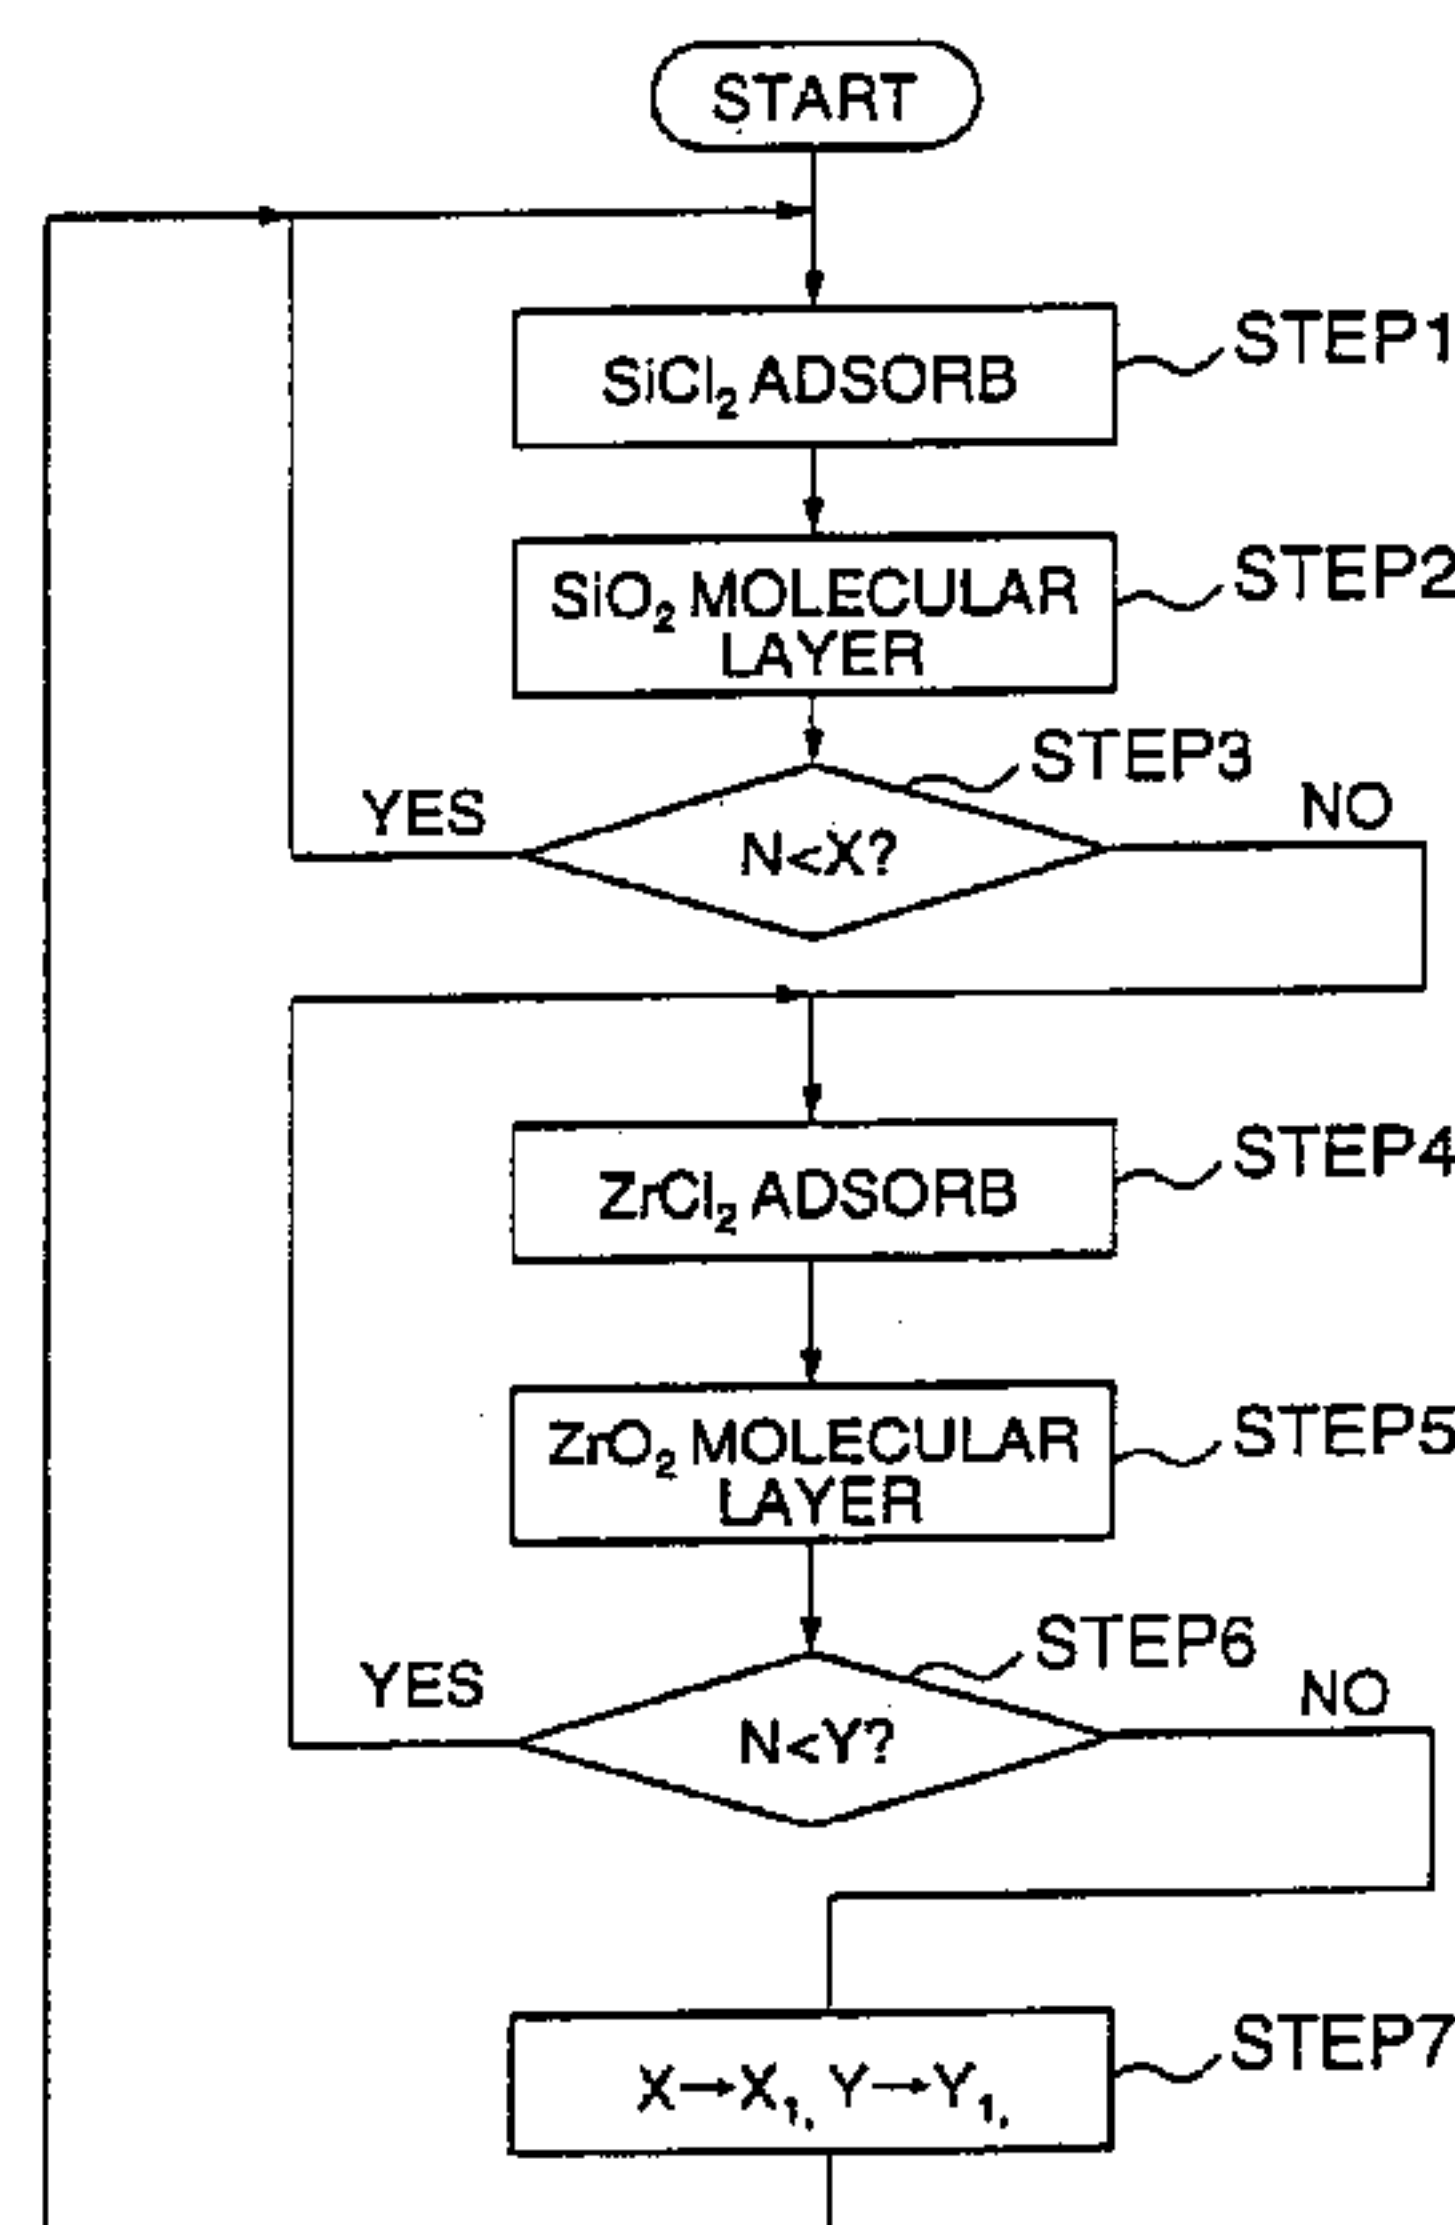 START
SiCl₂ ADSORB
STEP1
SiO₂ MOLECULAR
LAYER
STEP2
STEP3
YES
N<X?
NO
ZrCl₂ ADSORB
STEP4
ZrO₂ MOLECULAR
LAYER
STEP5
STEP6
YES
N<Y?
NO
X→X₁, Y→Y₁,
STEP7